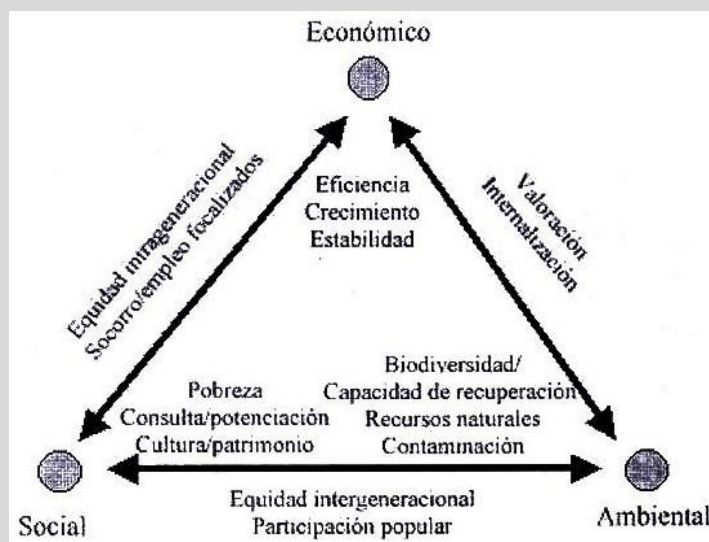 Económico
Equidad intrageneracional
Socorro/empleo focalizados
Eficiencia
Crecimiento
Estabilidad
Valoración
Internalización
Pobreza
Consulta/potenciación
Cultura/patrimonio
Biodiversidad/
Capacidad de recuperación
Recursos naturales
Contaminación
Social
Equidad intergeneracional
Participación popular
Ambiental